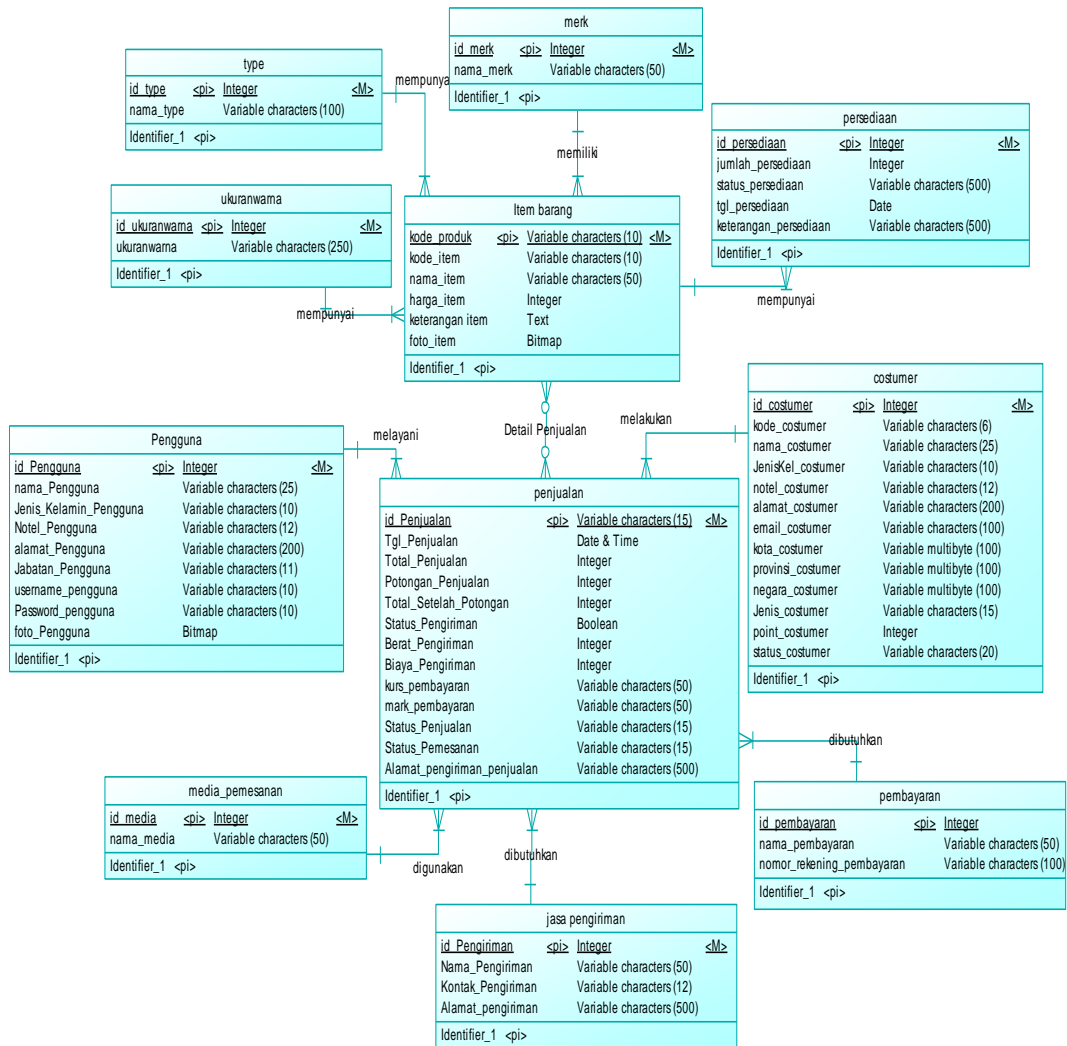 merk
id_merk <pi> Integer <M>
nama_merk Variable characters (50)
Identifier_1 <pi>
type
id_type <pi> Integer <M>
nama_type Variable characters (100)
Identifier_1 <pi>
mempunyai
memiliki
persediaan
id_persediaan <pi> Integer <M>
jumlah_persediaan Integer
status_persediaan Variable characters (500)
tgl_persediaan Date
keterangan_persediaan Variable characters (500)
Identifier_1 <pi>
mempunyai
ukuranwarna
id_ukuranwarna <pi> Integer <M>
ukuranwarna Variable characters (250)
Identifier_1 <pi>
mempunyai
Item barang
kode_produk <pi> Variable characters (10) <M>
kode_item Variable characters (10)
nama_item Variable characters (50)
harga_item Integer
keterangan item Text
foto_item Bitmap
Identifier_1 <pi>
Detail Penjualan
melayani
melakukan
costumer
id_costumer <pi> Integer <M>
kode_costumer Variable characters (6)
nama_costumer Variable characters (25)
JenisKel_costumer Variable characters (10)
notel_costumer Variable characters (12)
alamat_costumer Variable characters (200)
email_costumer Variable characters (100)
kota_costumer Variable multibyte (100)
provinsi_costumer Variable multibyte (100)
negara_costumer Variable multibyte (100)
Jenis_costumer Variable characters (15)
point_costumer Integer
status_costumer Variable characters (20)
Identifier_1 <pi>
Pengguna
id_Pengguna <pi> Integer <M>
nama_Pengguna Variable characters (25)
Jenis_Kelamin_Pengguna Variable characters (10)
Notel_Pengguna Variable characters (12)
alamat_Pengguna Variable characters (200)
Jabatan_Pengguna Variable characters (11)
username_pengguna Variable characters (10)
Password_pengguna Variable characters (10)
foto_Pengguna Bitmap
Identifier_1 <pi>
penjualan
id_Penjualan <pi> Variable characters (15) <M>
Tgl_Penjualan Date & Time
Total_Penjualan Integer
Potongan_Penjualan Integer
Total_Setelah_Potongan Integer
Status_Pengiriman Boolean
Berat_Pengiriman Integer
Biaya_Pengiriman Integer
kurs_pembayaran Variable characters (50)
mark_pembayaran Variable characters (50)
Status_Penjualan Variable characters (15)
Status_Pemesanan Variable characters (15)
Alamat_pengiriman_penjualan Variable characters (500)
Identifier_1 <pi>
dibutuhkan
media_pemesanan
id_media <pi> Integer <M>
nama_media Variable characters (50)
Identifier_1 <pi>
digunakan
dibutuhkan
pembayaran
id_pembayaran <pi> Integer
nama_pembayaran Variable characters (50)
nomor_rekening_pembayaran Variable characters (100)
Identifier_1 <pi>
jasa pengiriman
id_Pengiriman <pi> Integer <M>
Nama_Pengiriman Variable characters (50)
Kontak_Pengiriman Variable characters (12)
Alamat_pengiriman Variable characters (500)
Identifier_1 <pi>